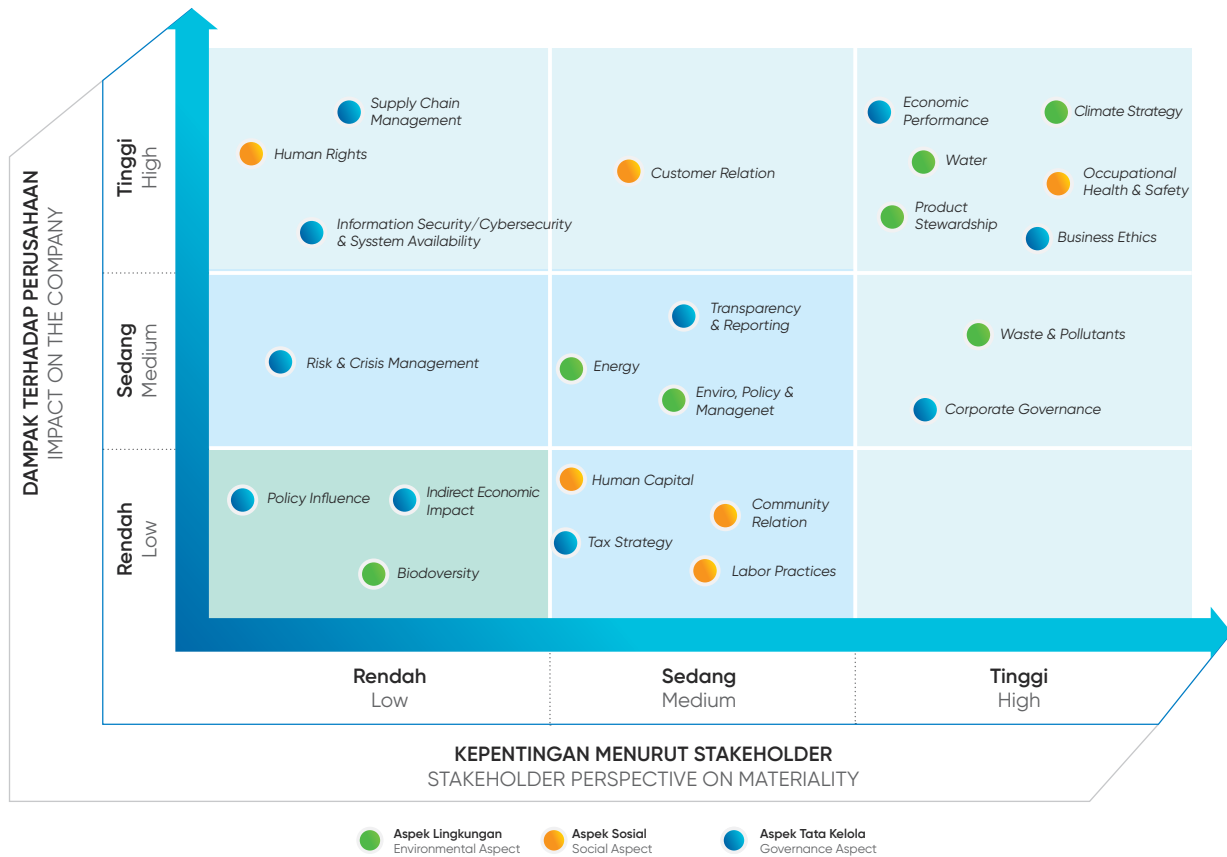 DAMPAK TERHADAP PERUSAHAAN
IMPACT ON THE COMPANY
Tinggi
High
Supply Chain
Management
Human Rights
Information Security/Cybersecurity
& Sysstem Availability
Customer Relation
Economic
Performance
Climate Strategy
Water
Occupational
Health & Safety
Product
Stewardship
Business Ethics
Sedang
Medium
Risk & Crisis Management
Transparency
& Reporting
Energy
Enviro, Policy &
Managenet
Waste & Pollutants
Corporate Governance
Rendah
Low
Policy Influence
Indirect Economic
Impact
Biodoversity
Human Capital
Community
Relation
Tax Strategy
Labor Practices
Rendah
Low
Sedang
Medium
Tinggi
High
KEPENTINGAN MENURUT STAKEHOLDER
STAKEHOLDER PERSPECTIVE ON MATERIALITY
Aspek Lingkungan
Environmental Aspect
Aspek Sosial
Social Aspect
Aspek Tata Kelola
Governance Aspect